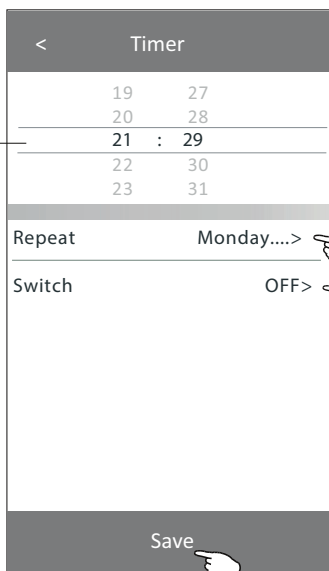 < Timer
19 27
20 28
21 : 29
22 30
23 31
Repeat Monday....>
Switch OFF>
Save